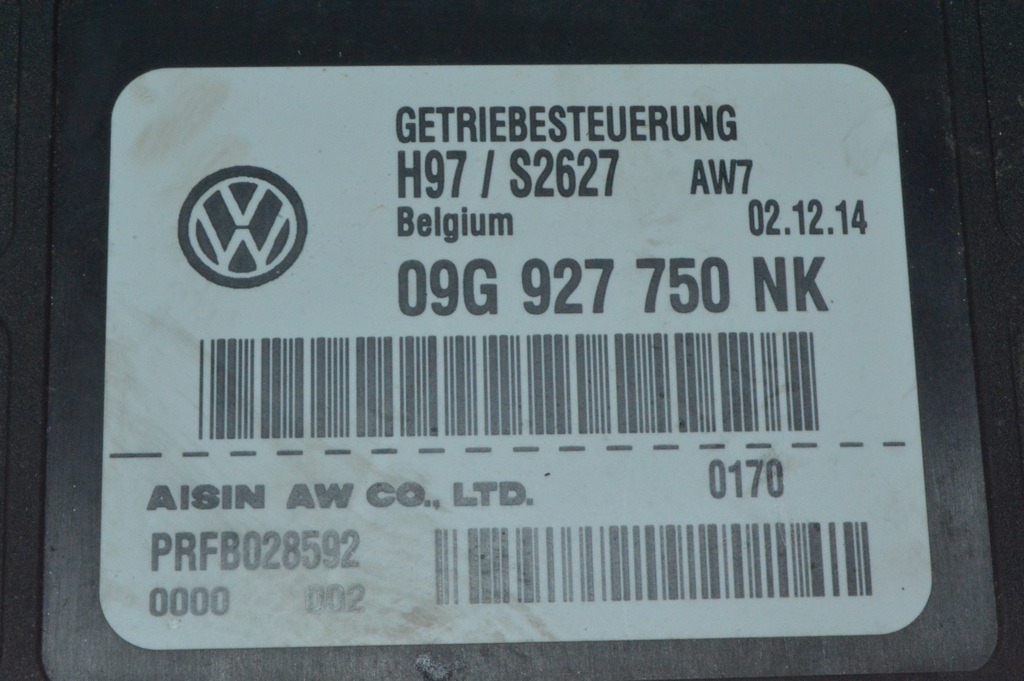 GETRIEBESTEUERUNG
H97 / S2627 AW7
Belgium 02.12.14
09G 927 750 NK
0170
AISIN AW CO., LTD.
PRFB028592
0000 D02